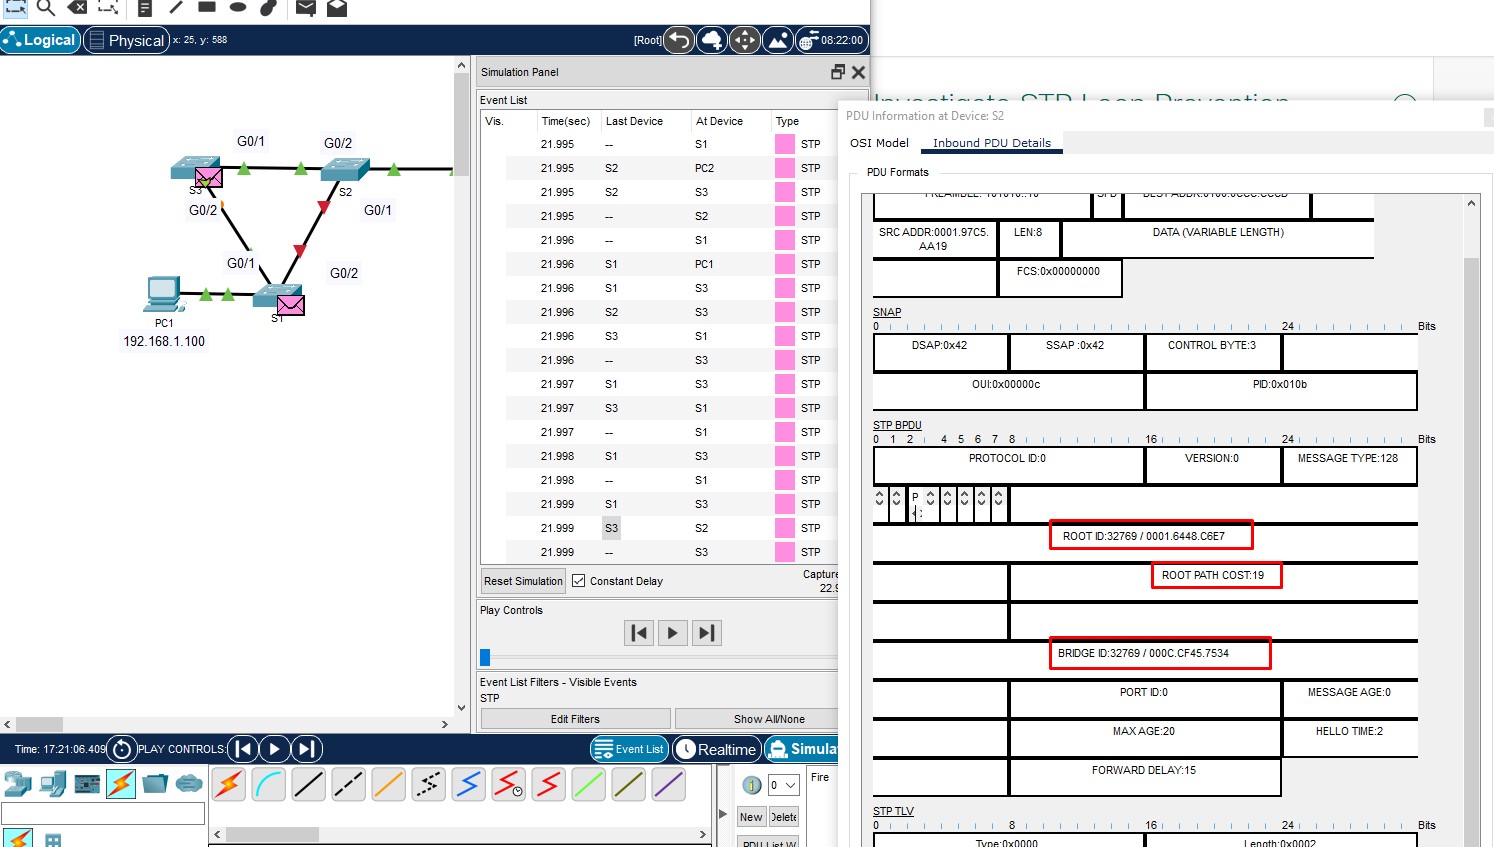 Logical
Physical
x: 25, y: 588
[Root]
08:22:00
G0/1
G0/2
S3
S2
G0/2
G0/1
G0/1
G0/2
S1
PC1
192.168.1.100
Simulation Panel
Event List
Vis. Time(sec) Last Device At Device Type
21.995 -- S1 STP
21.995 S2 PC2 STP
21.995 S2 S3 STP
21.995 -- S2 STP
21.996 -- S1 STP
21.996 S1 PC1 STP
21.996 S1 S3 STP
21.996 S2 S3 STP
21.996 S3 S1 STP
21.996 -- S3 STP
21.997 S1 S3 STP
21.997 S3 S1 STP
21.997 -- S1 STP
21.998 S1 S3 STP
21.998 -- S1 STP
21.999 S1 S3 STP
21.999 S3 S2 STP
21.999 -- S3 STP
Reset Simulation
Constant Delay
Capture
22.9
Play Controls
Event List Filters - Visible Events
STP
Edit Filters
Show All/None
Time: 17:21:06.409
PLAY CONTROLS:
Event List
Realtime
Simula
0
Fire
New
Delete
PDU List W
Investigate STP Loop Prevention
PDU Information at Device: S2
OSI Model
Inbound PDU Details
PDU Formats
PREAMBLE: 101010..10
SFD
DEST ADDR:0100.0CCC.CCCD
SRC ADDR:0001.97C5.
AA19
LEN:8
DATA (VARIABLE LENGTH)
FCS:0x00000000
SNAP
0 24 Bits
DSAP:0x42
SSAP :0x42
CONTROL BYTE:3
OUI:0x00000c
PID:0x010b
STP BPDU
0 1 2 4 5 6 7 8 16 24 Bits
PROTOCOL ID:0
VERSION:0
MESSAGE TYPE:128
P
ROOT ID:32769 / 0001.6448.C6E7
ROOT PATH COST:19
BRIDGE ID:32769 / 000C.CF45.7534
PORT ID:0
MESSAGE AGE:0
MAX AGE:20
HELLO TIME:2
FORWARD DELAY:15
STP TLV
0 8 16 24 Bits
Type:0x0000
Length:0x0002